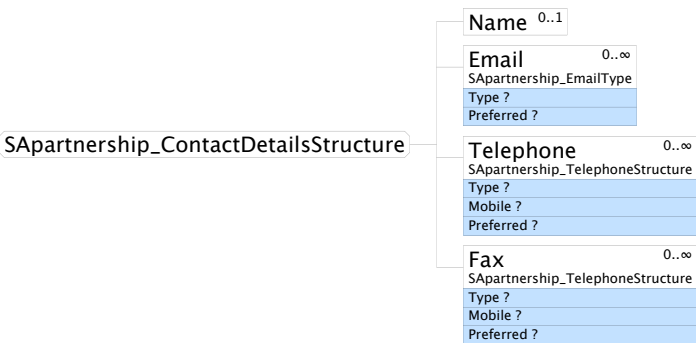 SApartnership_ContactDetailsStructure
Name 0..1
Email 0..∞
SApartnership_EmailType
Type ?
Preferred ?
Telephone 0..∞
SApartnership_TelephoneStructure
Type ?
Mobile ?
Preferred ?
Fax 0..∞
SApartnership_TelephoneStructure
Type ?
Mobile ?
Preferred ?